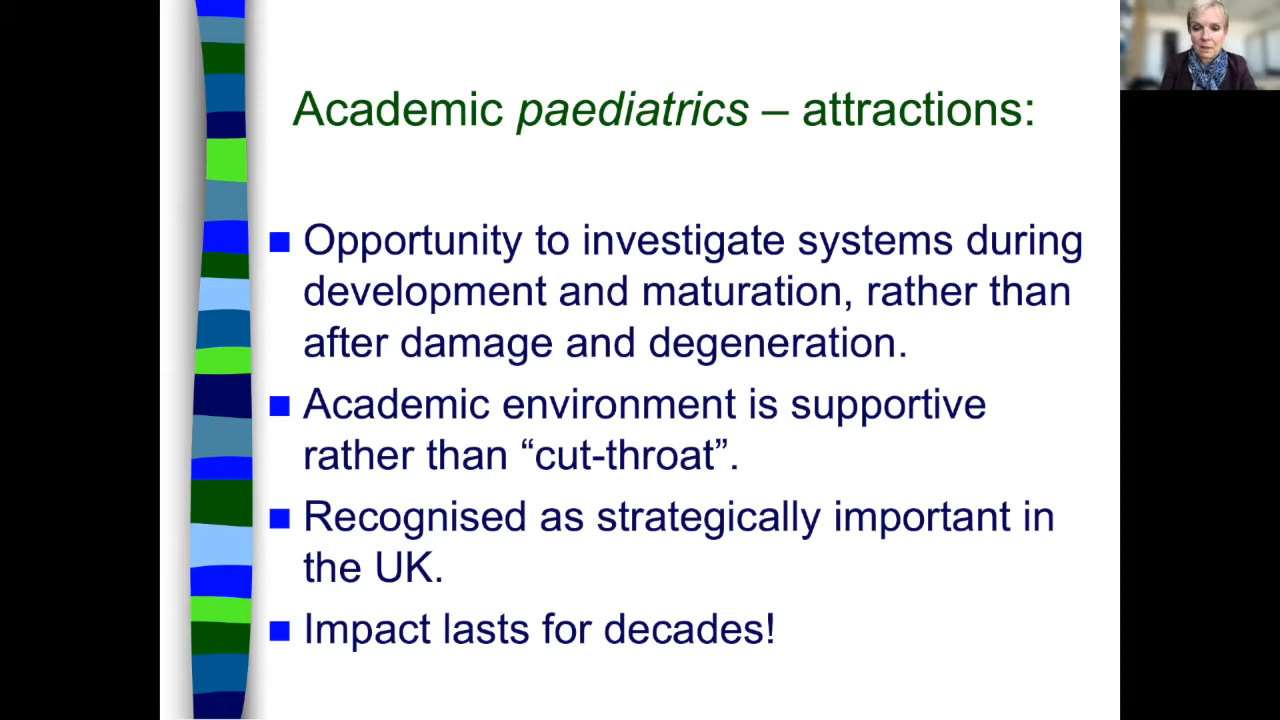 Academic paediatrics – attractions:
Opportunity to investigate systems during
development and maturation, rather than
after damage and degeneration.
Academic environment is supportive
rather than “cut-throat”.
Recognised as strategically important in
the UK.
Impact lasts for decades!